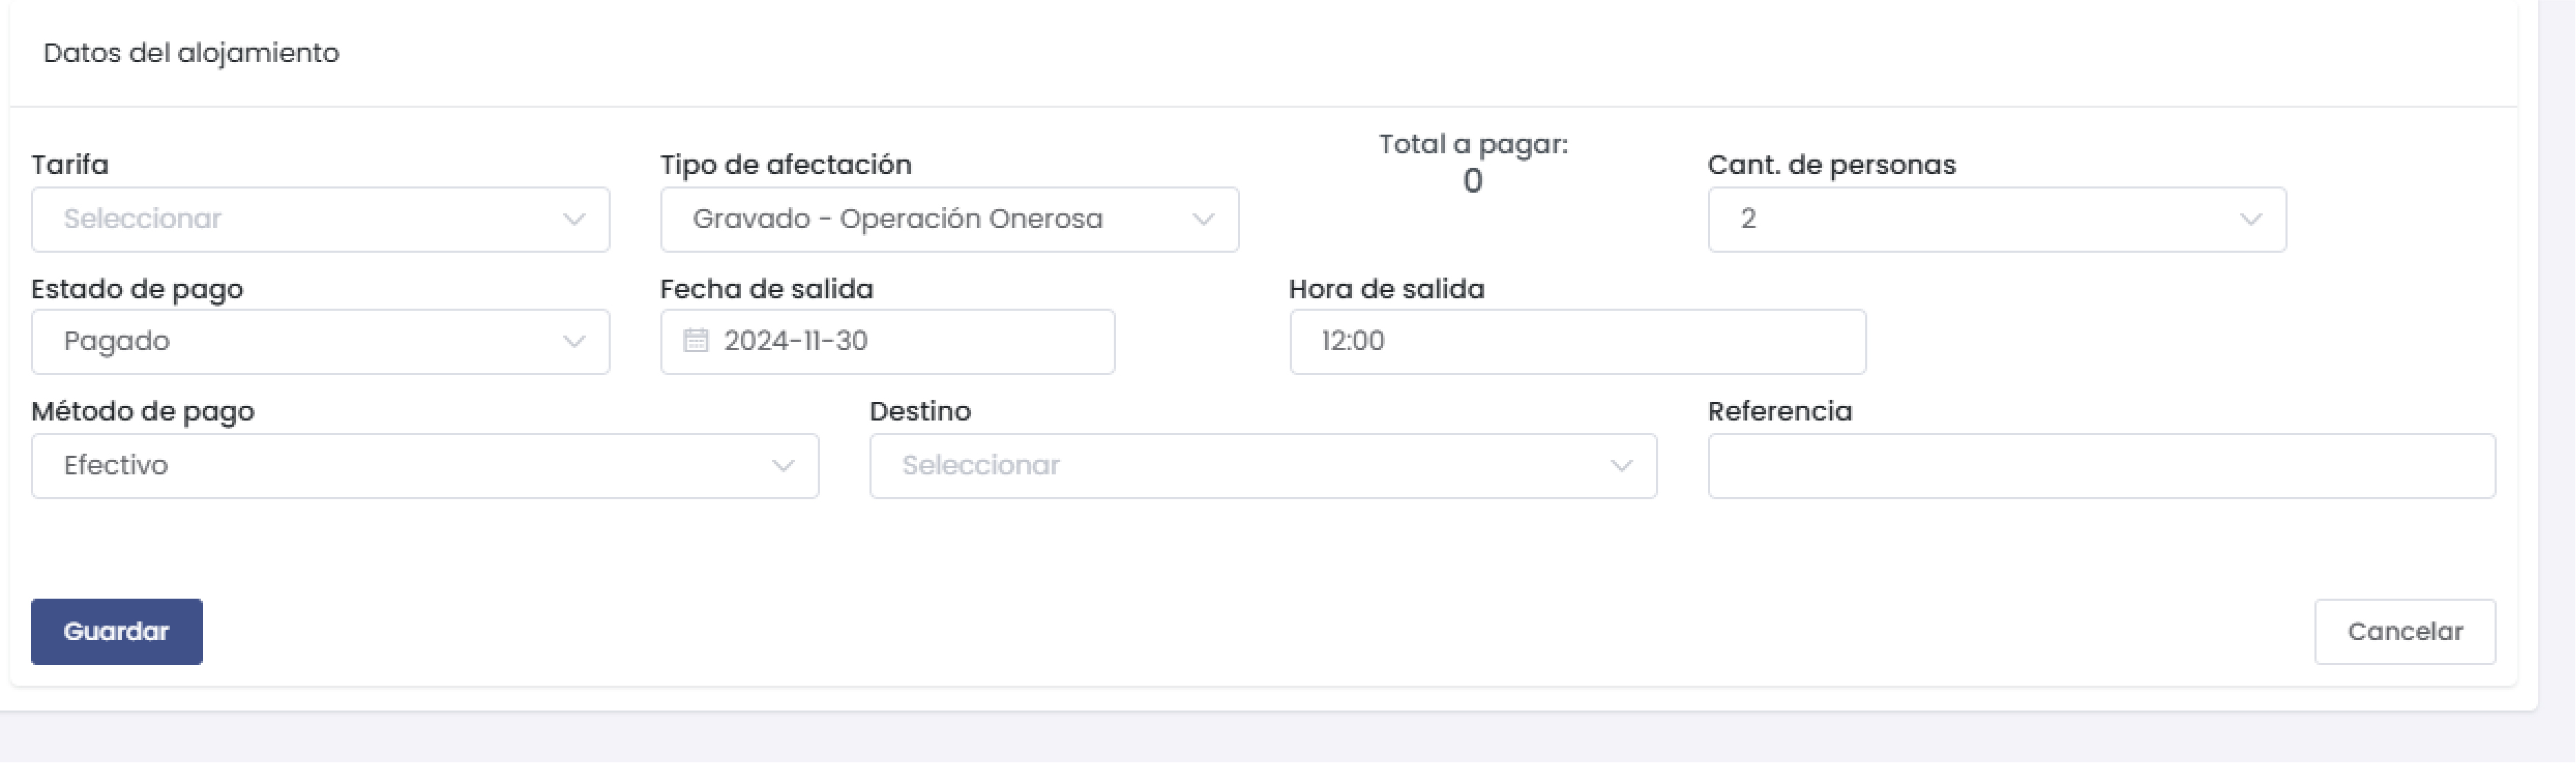 Datos del alojamiento
Tarifa
Seleccionar
Tipo de afectación
Gravado - Operación Onerosa
Total a pagar:
0
Cant. de personas
2
Estado de pago
Pagado
Fecha de salida
2024-11-30
Hora de salida
12:00
Método de pago
Efectivo
Destino
Seleccionar
Referencia
Guardar
Cancelar